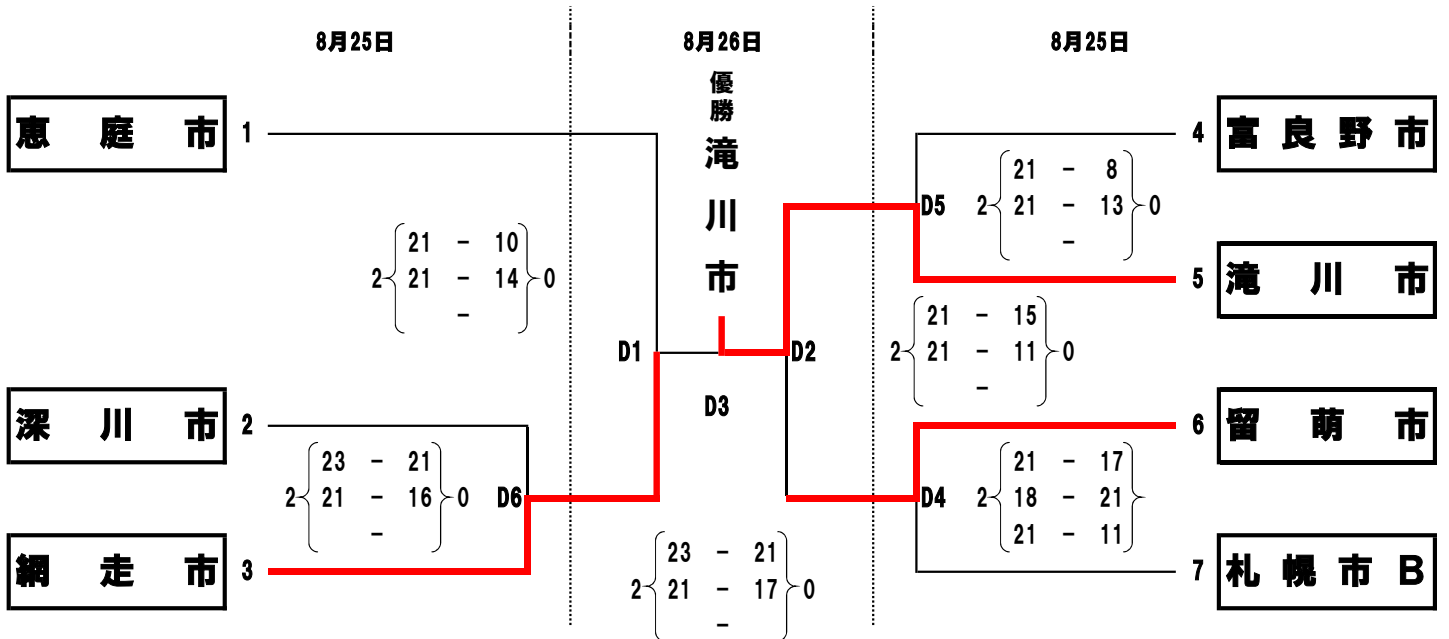 8月25日
8月26日
8月25日
優勝 滝川市
恵庭市 1
4 富良野市
21 - 8
D5 2 21 - 13 0
-
21 - 10
2 21 - 14 0
-
5 滝川市
21 - 15
2 21 - 11 0
-
D1
D2
D3
深川市 2
6 留萌市
23 - 21
2 21 - 16 0 D6
-
21 - 17
D4 2 18 - 21
21 - 11
網走市 3
7 札幌市B
23 - 21
2 21 - 17 0
-